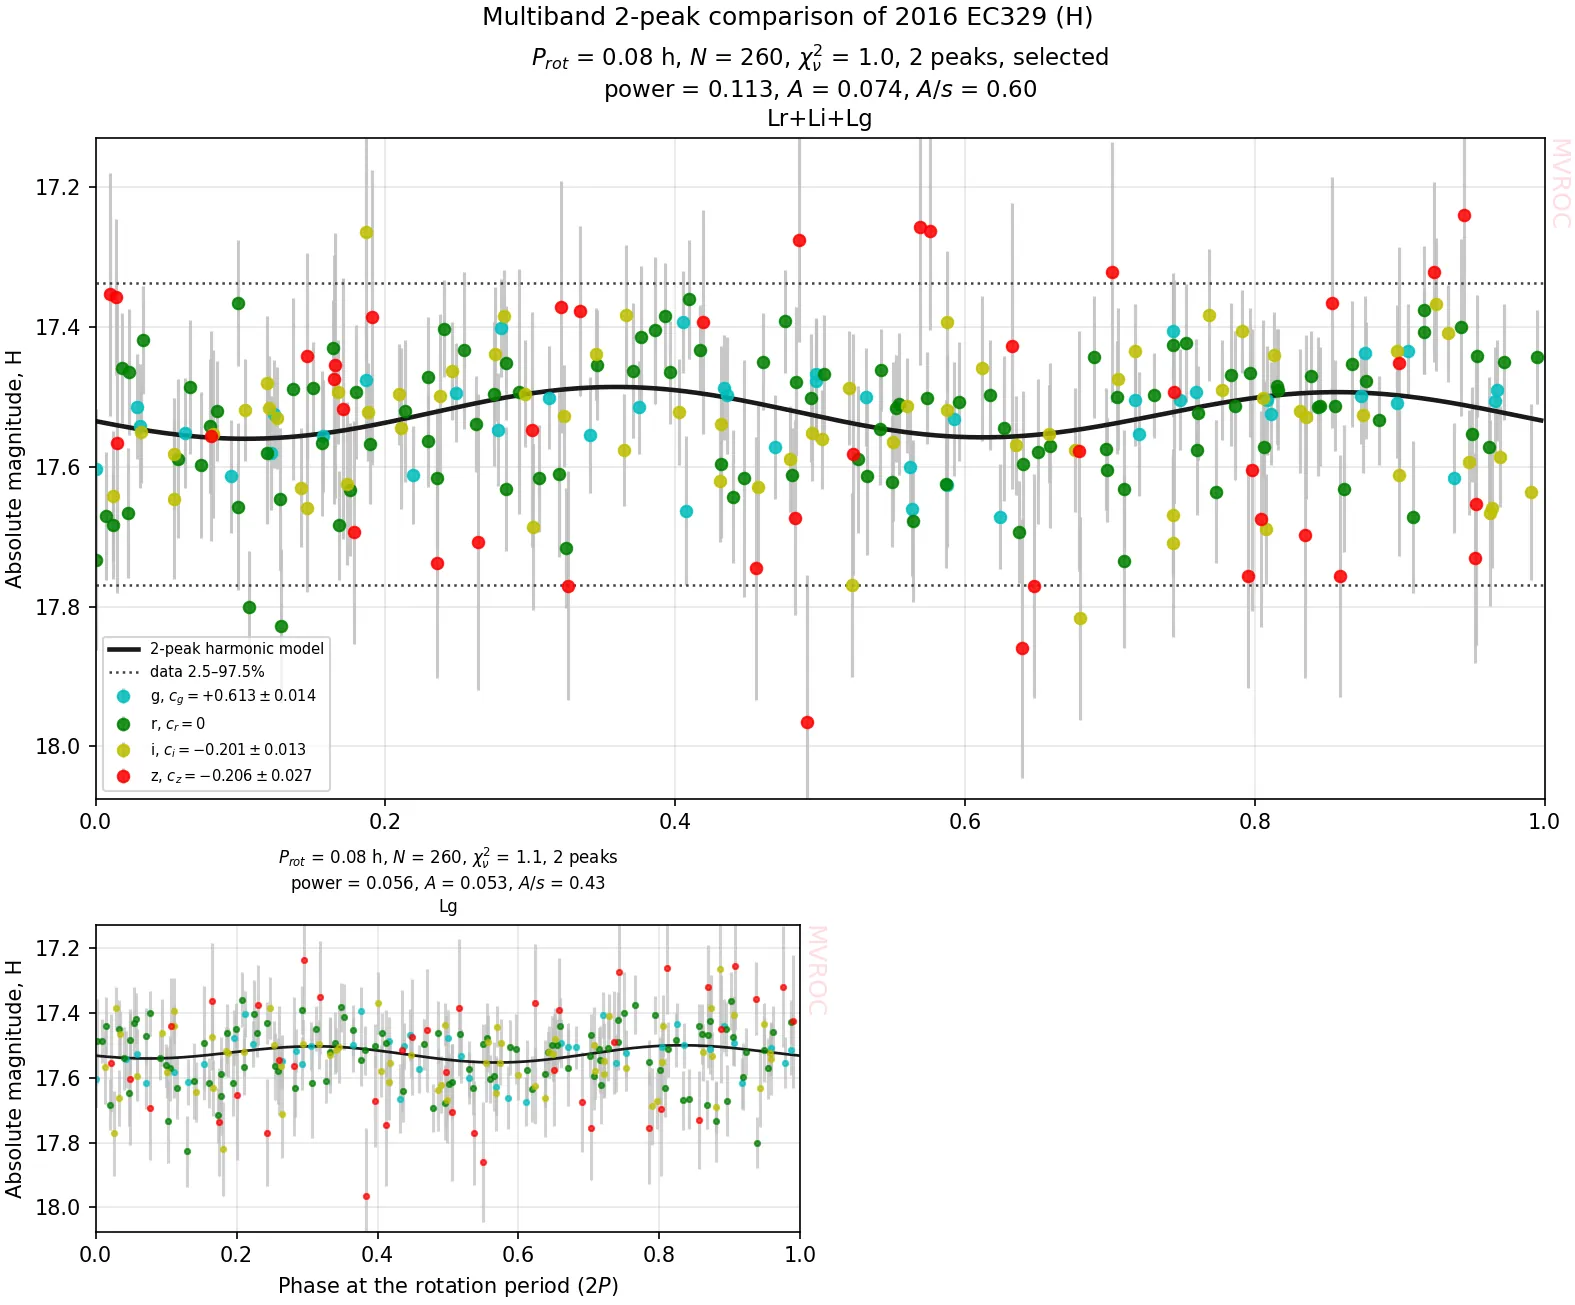 Multiband 2-peak comparison of 2016 EC329 (H)
P_rot = 0.08 h, N = 260, χ²_ν = 1.0, 2 peaks, selected
power = 0.113, A = 0.074, A/s = 0.60
Lr+Li+Lg
MVROC
Absolute magnitude, H
17.2
17.4
17.6
17.8
18.0
2-peak harmonic model
data 2.5–97.5%
g, c_g = +0.613 ± 0.014
r, c_r = 0
i, c_i = −0.201 ± 0.013
z, c_z = −0.206 ± 0.027
0.0 0.2 0.4 0.6 0.8 1.0
P_rot = 0.08 h, N = 260, χ²_ν = 1.1, 2 peaks
power = 0.056, A = 0.053, A/s = 0.43
Lg
MVROC
Absolute magnitude, H
17.2
17.4
17.6
17.8
18.0
0.0 0.2 0.4 0.6 0.8 1.0
Phase at the rotation period (2P)